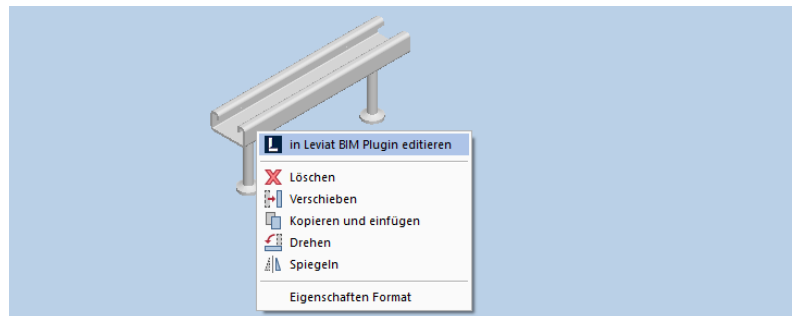 in Leviat BIM Plugin editieren
Löschen
Verschieben
Kopieren und einfügen
Drehen
Spiegeln
Eigenschaften Format